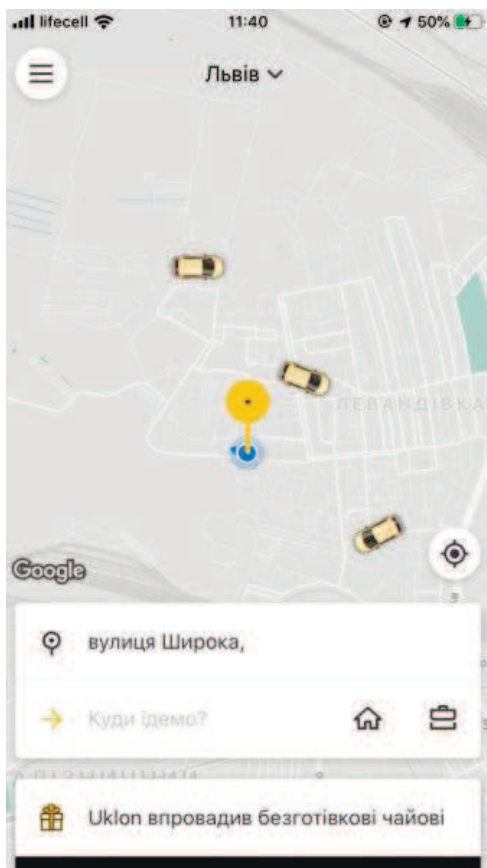 lifecell 11:40 50%
Львів
ЛЕВАНДІВКА
Google
вулиця Широка,
Куди їдемо?
Uklon впровадив безготівкові чайові